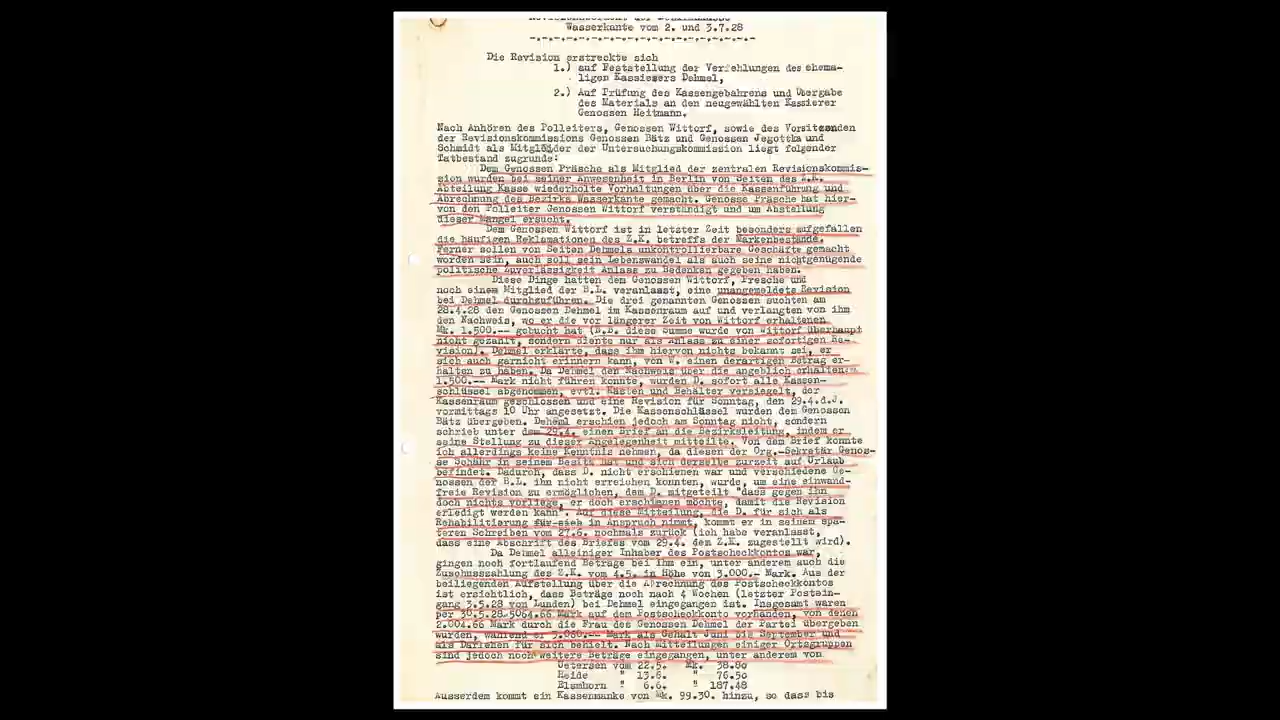 Wasserkante vom 2. und 3.7.28
Die Revision erstreckte sich
1.) auf Feststellung der Verfehlungen des ehema-
ligen Kassierers Dehmel,
2.) Auf Prüfung des Kassengebahrens und Übergabe
des Materials an den neugewählten Kassierer
Genossen Heitmann.
Nach Anhören des Polleiters, Genossen Wittorf, sowie des Vorsitzenden
der Revisionskommissions Genossen Bätz und Genossen Jegottka und
Schmidt als Mitglieder der Untersuchungskommission liegt folgender
Tatbestand zugrunde:
Dem Genossen Präsche als Mitglied der zentralen Revisionskommis-
sion wurden bei seiner Anwesenheit in Berlin von Seiten des Z.K.
Abteilung Kasse wiederholte Vorhaltungen über die Kassenführung und
Abrechnung des Bezirks Wasserkante gemacht. Genosse Präsche hat hier-
von den Polleiter Genossen Wittorf verständigt und um Abstellung
dieser Mängel ersucht.
Dem Genossen Wittorf ist in letzter Zeit besonders aufgefallen
die häufigen Reklamationen des Z.K. betreffs der Markenbestände.
Ferner sollen von Seiten Dehmels unkontrollierbare Geschäfte gemacht
worden sein, auch soll sein Lebenswandel als auch seine nichtgenügende
politische Zuverlässigkeit Anlass zu Bedenken gegeben haben.
Diese Dinge hatten dem Genossen Wittorf, Presche und
noch einem Mitglied der B.L. veranlasst, eine unangemeldete Revision
bei Dehmel durchzuführen. Die drei genannten Genossen suchten am
28.4.28 den Genossen Dehmel im Kassenraum auf und verlangten von ihm
den Nachweis, wo er die vor längerer Zeit von Wittorf erhaltenen
Mk. 1.500.-- gebucht hat (N.B. diese Summe wurde von Wittorf überhaupt
nicht gezahlt, sondern diente nur als Anlass zu einer sofortigen Re-
vision). Dehmel erklärte, dass ihm hiervon nichts bekannt sei, er
sich auch garnicht erinnern kann, von W. einen derartigen Betrag er-
halten zu haben. Da Dehmel den Nachweis über die angeblich erhaltenen
1.500.-- Mark nicht führen konnte, wurden D. sofort alle Kassen-
schlüssel abgenommen, evtl. Kästen und Behälter versiegelt, der
Kassenraum geschlossen und eine Revision für Sonntag, den 29.4.d.J.
vormittags 10 Uhr angesetzt. Die Kassenschlüssel wurden dem Genossen
Bätz übergeben. Dehmel erschien jedoch am Sonntag nicht, sondern
schrieb unter dem 29.4. einen Brief an die Bezirksleitung, indem er
seine Stellung zu dieser Angelegenheit mitteilte. Von dem Brief konnte
ich allerdings keine Kenntnis nehmen, da diesen der Org.-Sekretär Genos-
se Schähr in seinem Besitz hat und sich derselbe zurzeit auf Urlaub
befindet. Dadurch, dass D. nicht erschienen war und verschiedene Ge-
nossen der B.L. ihn nicht erreichen konnten, wurde, um eine einwand-
freie Revision zu ermöglichen, dem D. mitgeteilt "dass gegen ihn
doch nichts vorliege, er doch erscheinen möchte, damit die Revision
erledigt werden kann". Auf diese Mitteilung, die D. für sich als
Rehabilitierung für sich in Anspruch nimmt, kommt er in seinem spä-
teren Schreiben vom 27.6. nochmals zurück (ich habe veranlasst,
dass eine Abschrift des Briefes vom 29.4. dem Z.K. zugestellt wird).
Da Dehmel alleiniger Inhaber des Postscheckkontos war,
gingen noch fortlaufend Beträge bei Ihm ein, unter anderem auch die
Zuschusszahlung des Z.K. vom 4.5. in Höhe von 3.000.- Mark. Aus der
beiliegenden Aufstellung über die Abrechnung des Postscheckkontos
ist ersichtlich, dass Beträge noch nach 4 Wochen (letzter Postein-
gang 3.5.28 von Lunden) bei Dehmel eingegangen ist. Insgesamt waren
per 30.6.28 5064.66 Mark auf dem Postscheckkonto vorhanden, von denen
2.004.66 Mark durch die Frau des Genossen Dehmel der Partei übergeben
wurden, während er 3.060.-- Mark als Gehalt Juni bis September und
als Darlehen für sich behielt. Nach Mitteilungen einiger Ortsgruppen
sind jedoch noch weitere Beträge eingegangen, unter anderem von
Uetersen vom 22.5. Mk. 38.80
Heide " 13.6. " 76.50
Elsmhorn " 6.6. " 187.48
Ausserdem kommt ein Kassenmanko von Mk. 99.30. hinzu, so dass bis